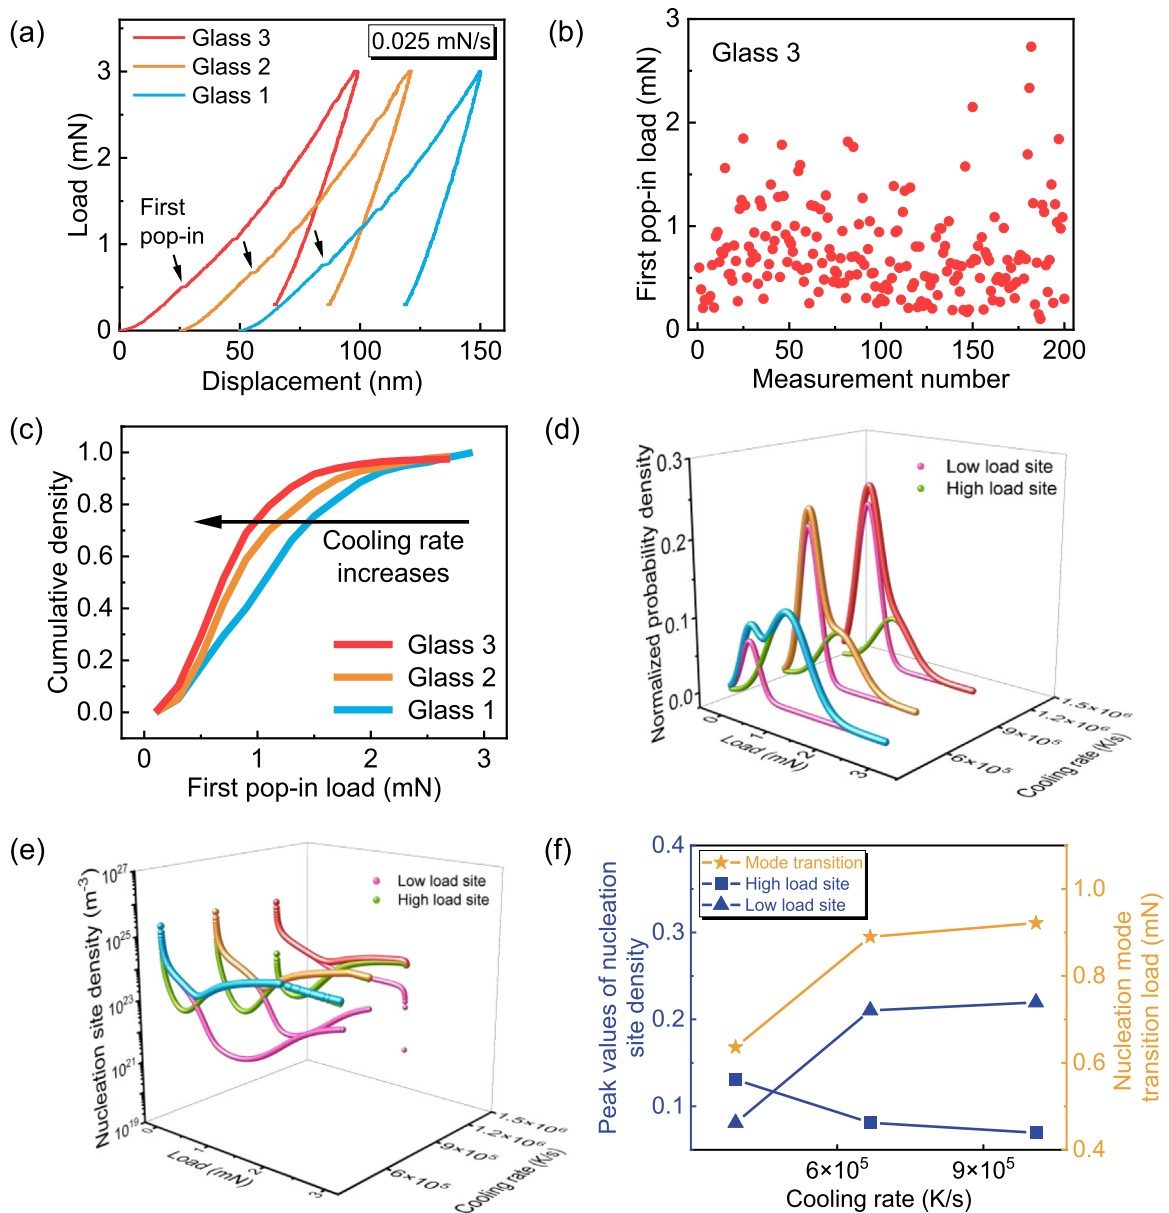 (a)
Glass 3
Glass 2
Glass 1
0.025 mN/s
First
pop-in
Load (mN)
0
1
2
3
0
50
100
150
Displacement (nm)
(b)
Glass 3
First pop-in load (mN)
0
1
2
3
0
50
100
150
200
Measurement number
(c)
Cumulative density
0.0
0.2
0.4
0.6
0.8
1.0
Cooling rate
increases
Glass 3
Glass 2
Glass 1
0
1
2
3
First pop-in load (mN)
(d)
Normalized probability density
0.3
0.2
0.1
0.0
Low load site
High load site
0
1
2
3
Load (mN)
6×10⁵
9×10⁵
1.2×10⁶
1.5×10⁶
Cooling rate (K/s)
(e)
Nucleation site density (m⁻³)
10²⁷
10²⁵
10²³
10²¹
10¹⁹
Low load site
High load site
0
1
2
3
Load (mN)
6×10⁵
9×10⁵
1.2×10⁶
1.5×10⁶
Cooling rate (K/s)
(f)
Mode transition
High load site
Low load site
Peak values of nucleation
site density
0.4
0.3
0.2
0.1
1.0
0.8
0.6
0.4
Nucleation mode
transition load (mN)
6×10⁵
9×10⁵
Cooling rate (K/s)